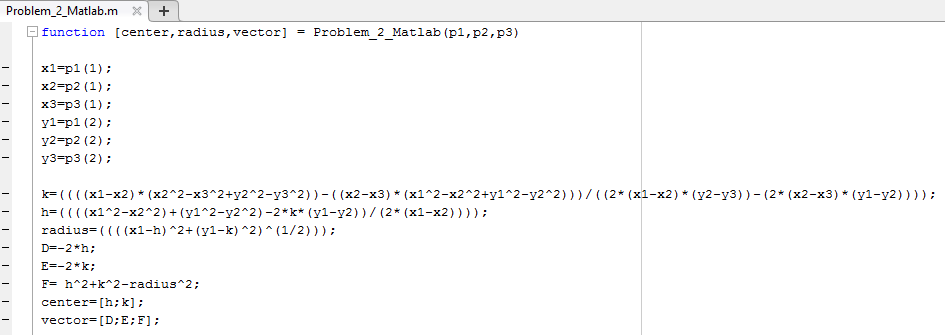 Problem_2_Matlab.m
function [center,radius,vector] = Problem_2_Matlab(p1,p2,p3)
x1=p1(1);
x2=p2(1);
x3=p3(1);
y1=p1(2);
y2=p2(2);
y3=p3(2);
k=((((x1-x2)*(x2^2-x3^2+y2^2-y3^2))-((x2-x3)*(x1^2-x2^2+y1^2-y2^2)))/((2*(x1-x2)*(y2-y3))-(2*(x2-x3)*(y1-y2))));
h=((((x1^2-x2^2)+(y1^2-y2^2)-2*k*(y1-y2))/(2*(x1-x2))));
radius=((((x1-h)^2+(y1-k)^2)^(1/2)));
D=-2*h;
E=-2*k;
F= h^2+k^2-radius^2;
center=[h;k];
vector=[D;E;F];